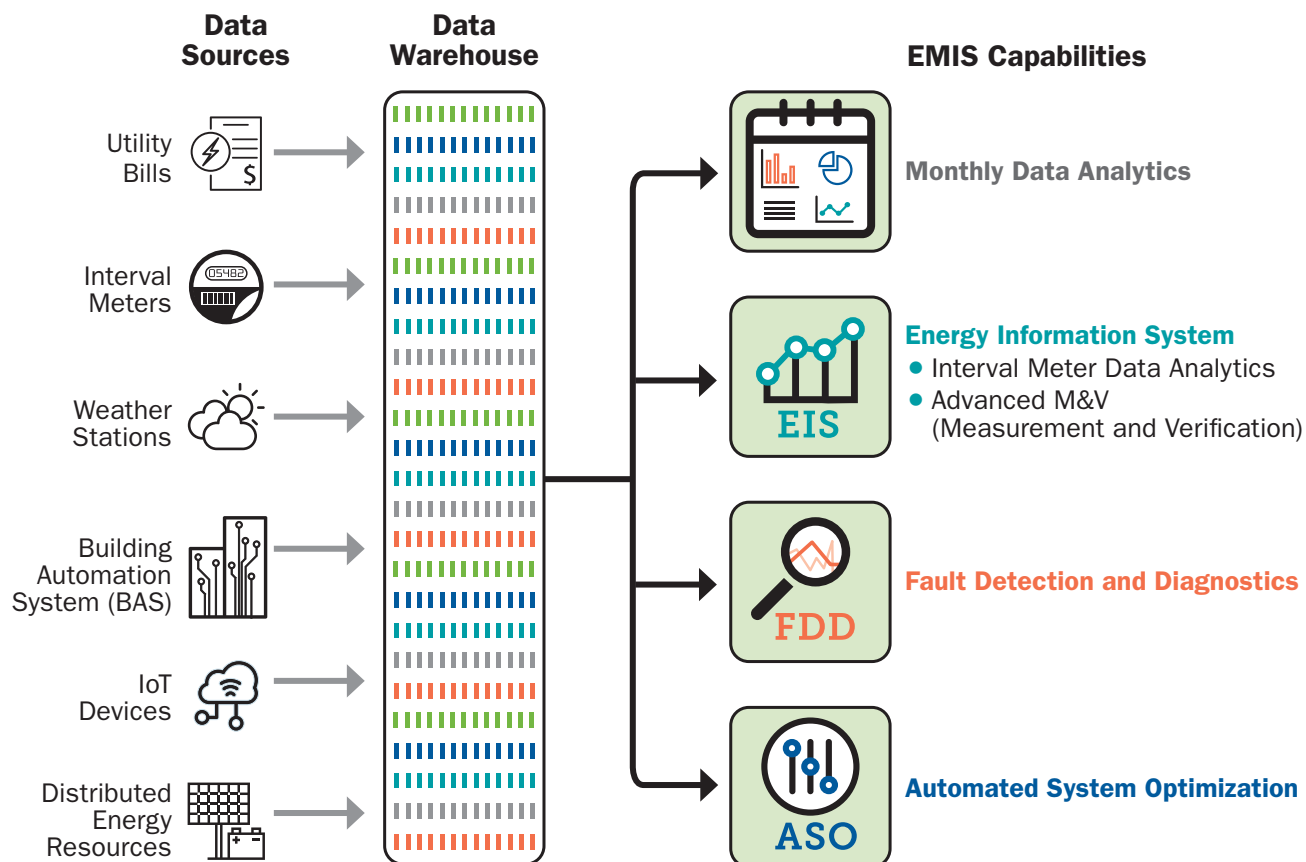 Data
Sources
Data
Warehouse
EMIS Capabilities
Utility
Bills
$
Interval
Meters
05482
Weather
Stations
Building
Automation
System (BAS)
IoT
Devices
Distributed
Energy
Resources
Monthly Data Analytics
EIS
Energy Information System
• Interval Meter Data Analytics
• Advanced M&V
(Measurement and Verification)
FDD
Fault Detection and Diagnostics
ASO
Automated System Optimization